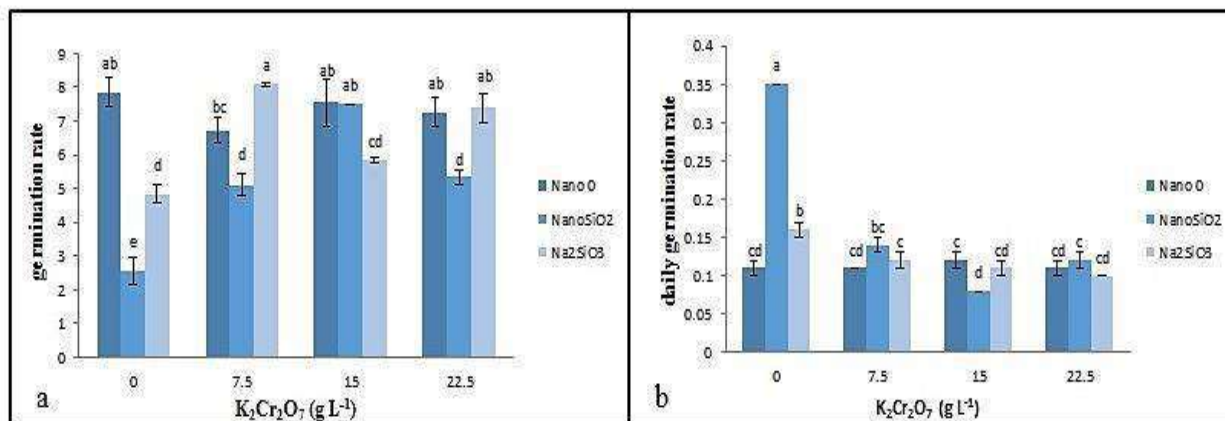 9
8
7
6
5
4
3
2
1
0
germination rate
ab
e
d
bc
d
a
ab
ab
cd
ab
d
ab
0
7.5
15
22.5
K₂Cr₂O₇ (g L⁻¹)
Nano 0
NanoSiO2
Na2SiO3
a
0.4
0.35
0.3
0.25
0.2
0.15
0.1
0.05
0
daily germination rate
cd
a
b
cd
bc
c
c
d
cd
cd
c
cd
0
7.5
15
22.5
K₂Cr₂O₇ (g L⁻¹)
Nano 0
NanoSiO2
Na2SiO3
b